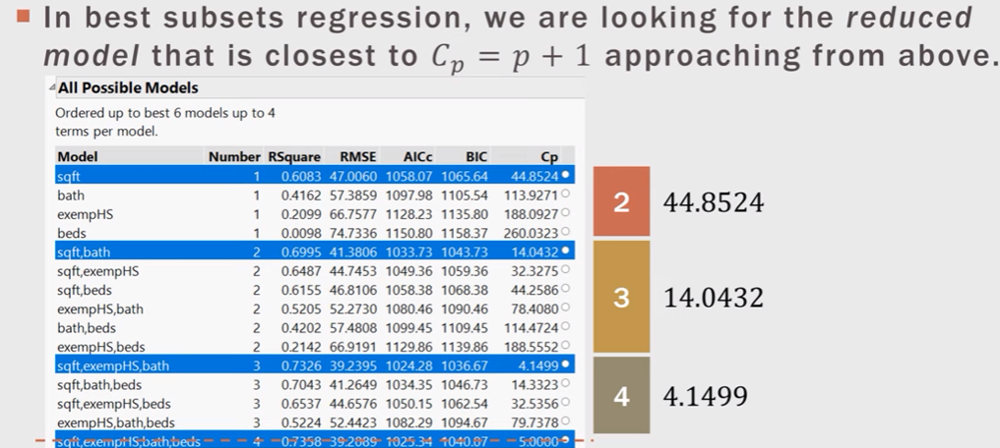 In best subsets regression, we are looking for the reduced
model that is closest to Cₚ = p + 1 approaching from above.
All Possible Models
Ordered up to best 6 models up to 4
terms per model.
Model Number RSquare RMSE AICc BIC Cp
sqft 1 0.6083 47.0060 1058.07 1065.64 44.8524
bath 1 0.4162 57.3859 1097.98 1105.54 113.9271
exempHS 1 0.2099 66.7577 1128.23 1135.80 188.0927
beds 1 0.0098 74.7336 1150.80 1158.37 260.0323
sqft,bath 2 0.6995 41.3806 1033.73 1043.73 14.0432
sqft,exempHS 2 0.6487 44.7453 1049.36 1059.36 32.3275
sqft,beds 2 0.6155 46.8106 1058.38 1068.38 44.2586
exempHS,bath 2 0.5205 52.2730 1080.46 1090.46 78.4080
bath,beds 2 0.4202 57.4808 1099.45 1109.45 114.4724
exempHS,beds 2 0.2142 66.9191 1129.86 1139.86 188.5552
sqft,exempHS,bath 3 0.7326 39.2395 1024.28 1036.67 4.1499
sqft,bath,beds 3 0.7043 41.2649 1034.35 1046.73 14.3323
sqft,exempHS,beds 3 0.6537 44.6576 1050.15 1062.54 32.5356
exempHS,bath,beds 3 0.5224 52.4423 1082.29 1094.67 79.7378
sqft,exempHS,bath,beds 4 0.7358 39.2089 1025.34 1040.07 5.0000
2 44.8524
3 14.0432
4 4.1499